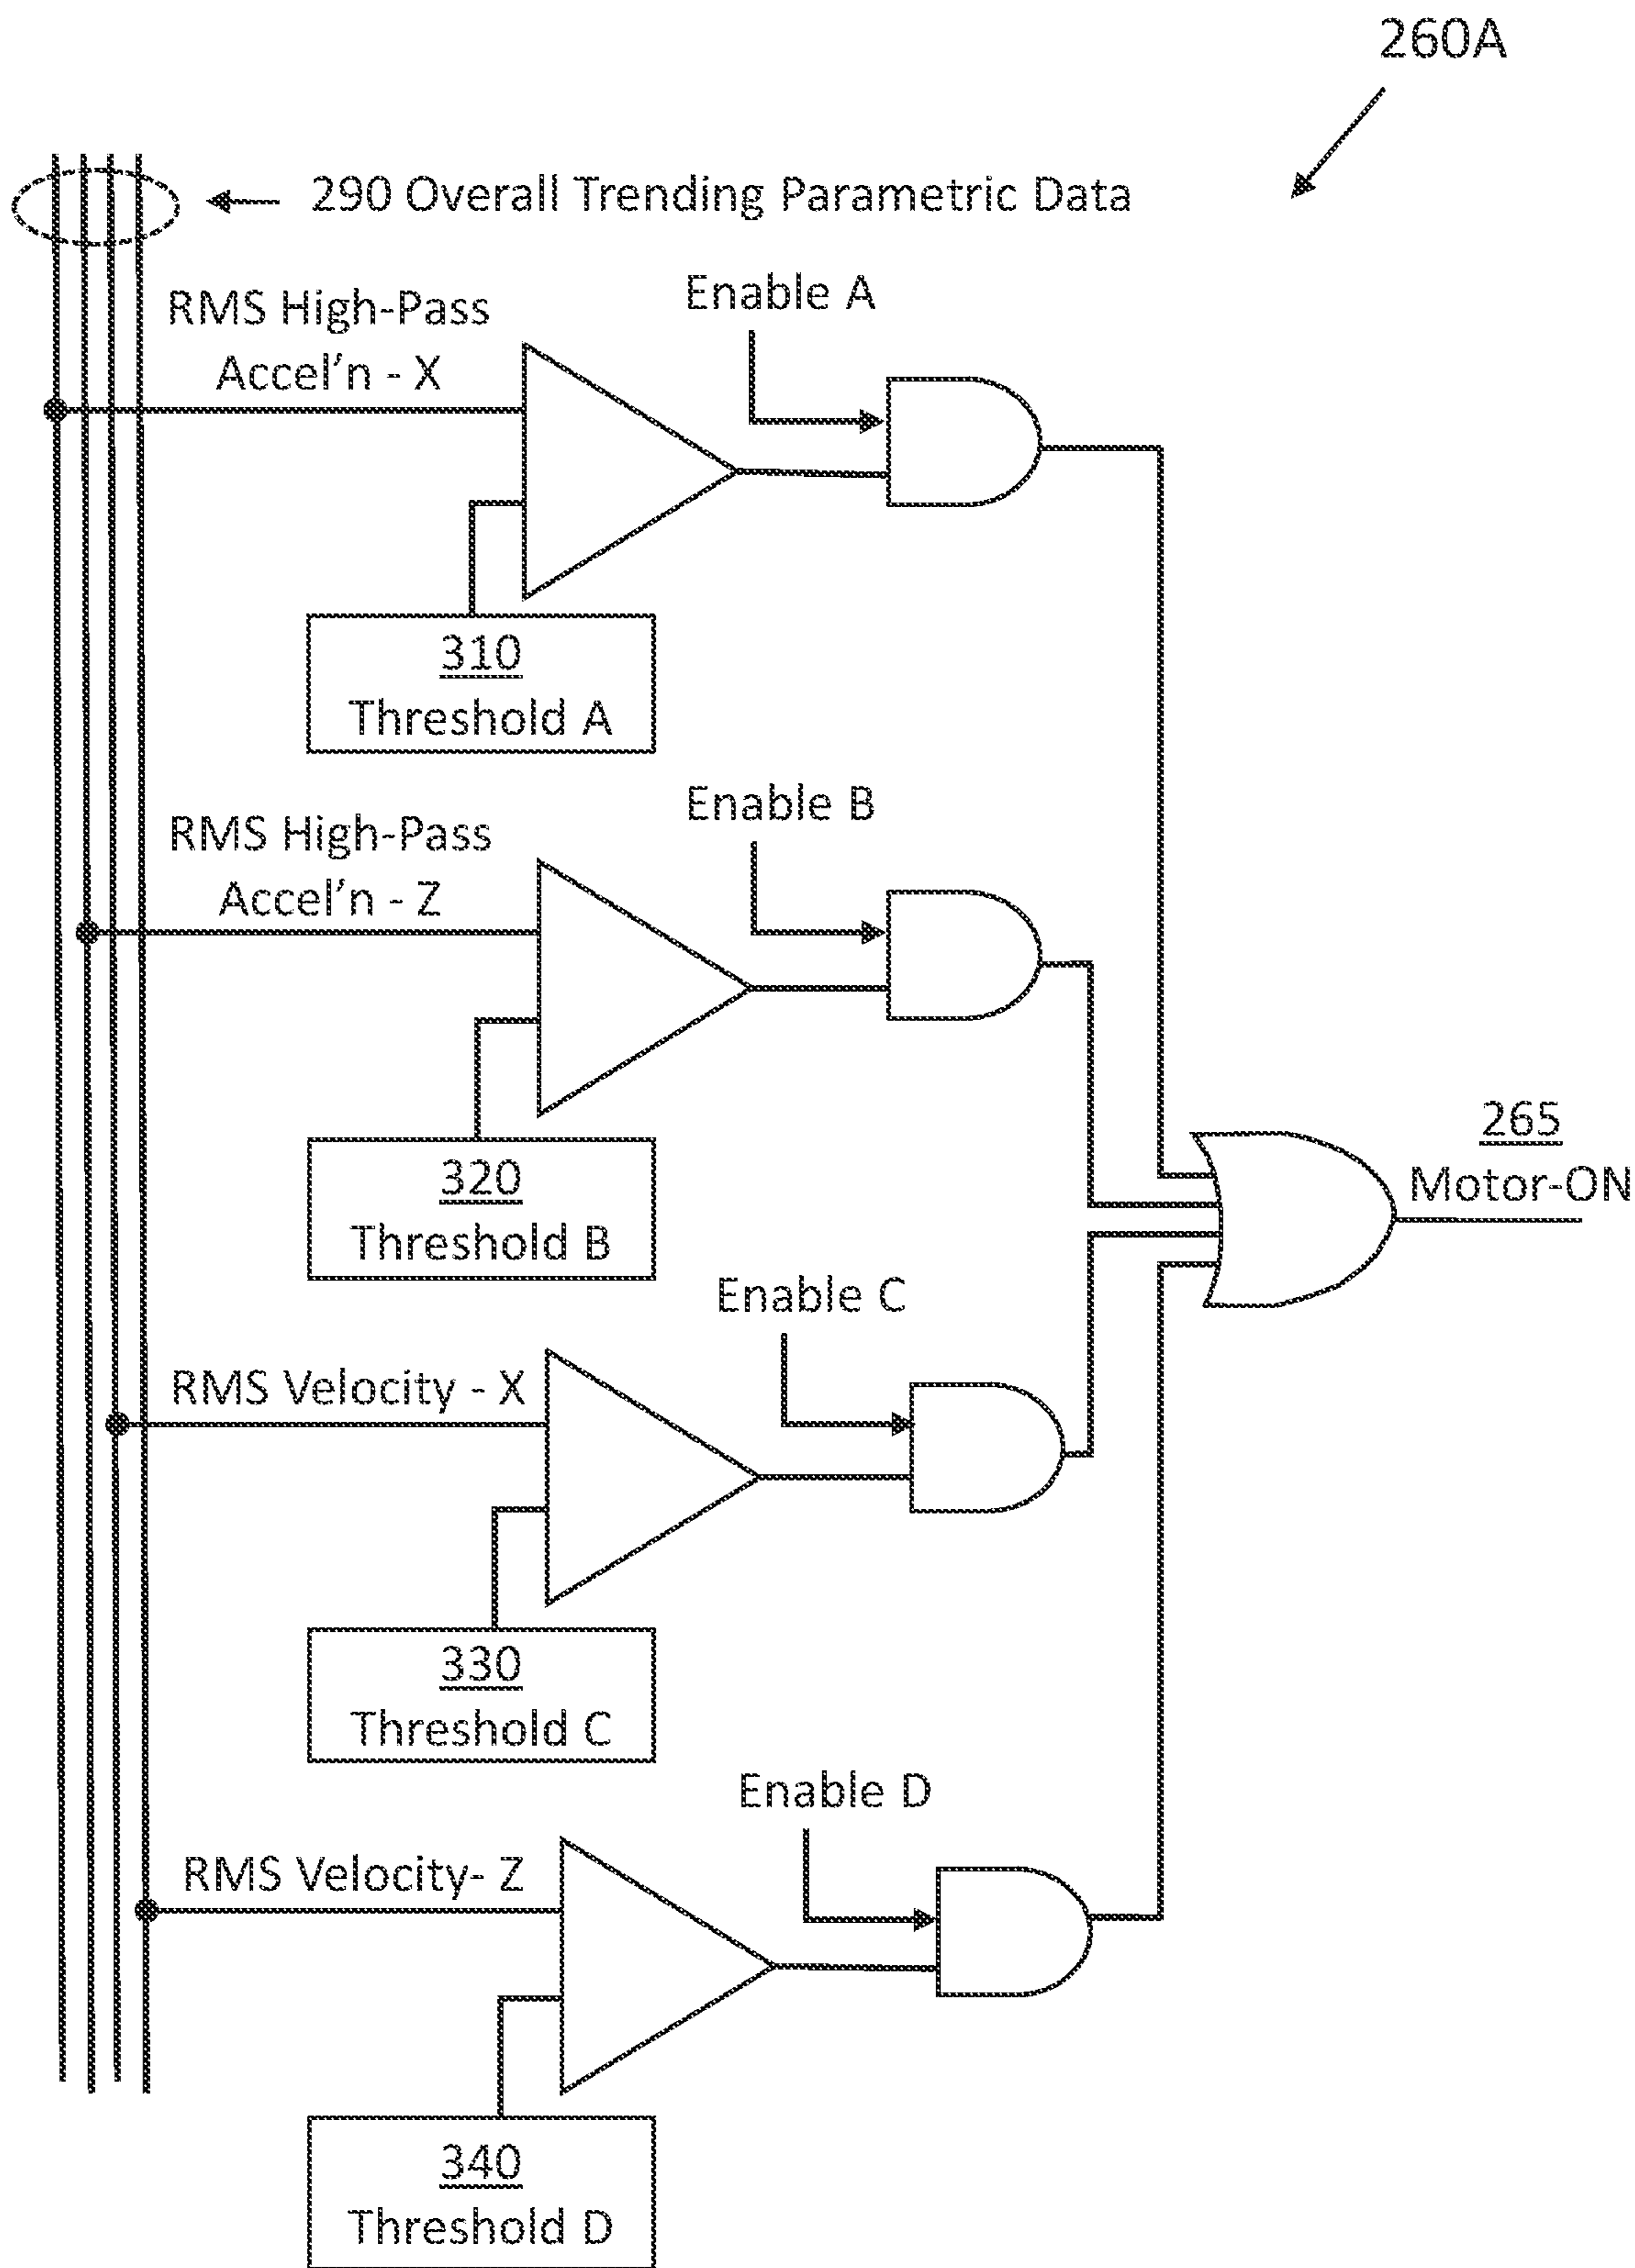 260A
290 Overall Trending Parametric Data
RMS High-Pass
Accel'n - X
Enable A
310
Threshold A
RMS High-Pass
Accel'n - Z
Enable B
320
Threshold B
265
Motor-ON
Enable C
RMS Velocity - X
330
Threshold C
Enable D
RMS Velocity- Z
340
Threshold D